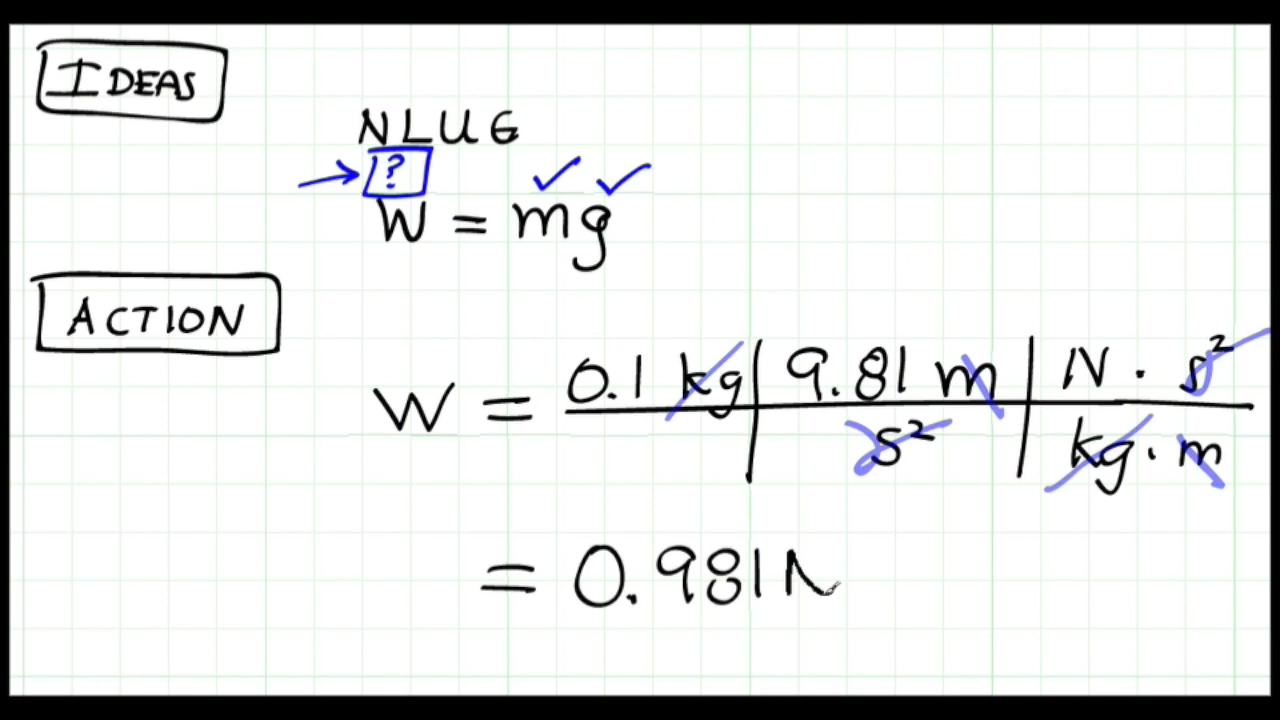 IDEAS
NLUG
?
W = mg
ACTION
W = 0.1 kg | 9.81 m | N · s²
s² | kg · m
= 0.981 N